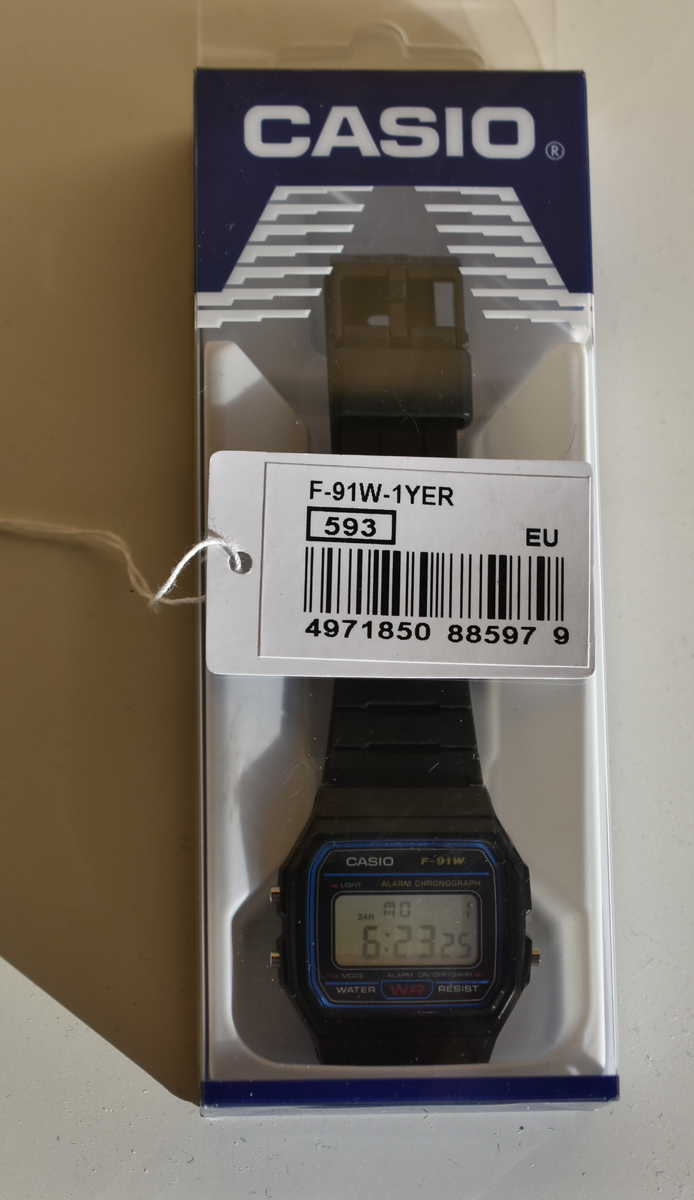 CASIO®
F-91W-1YER
593
EU
4971850 88597 9
CASIO F-91W
LIGHT ALARM CHRONOGRAPH
24H MO 1
6:23 25
MODE ALARM ON·OFF/24HR
WATER WR RESIST